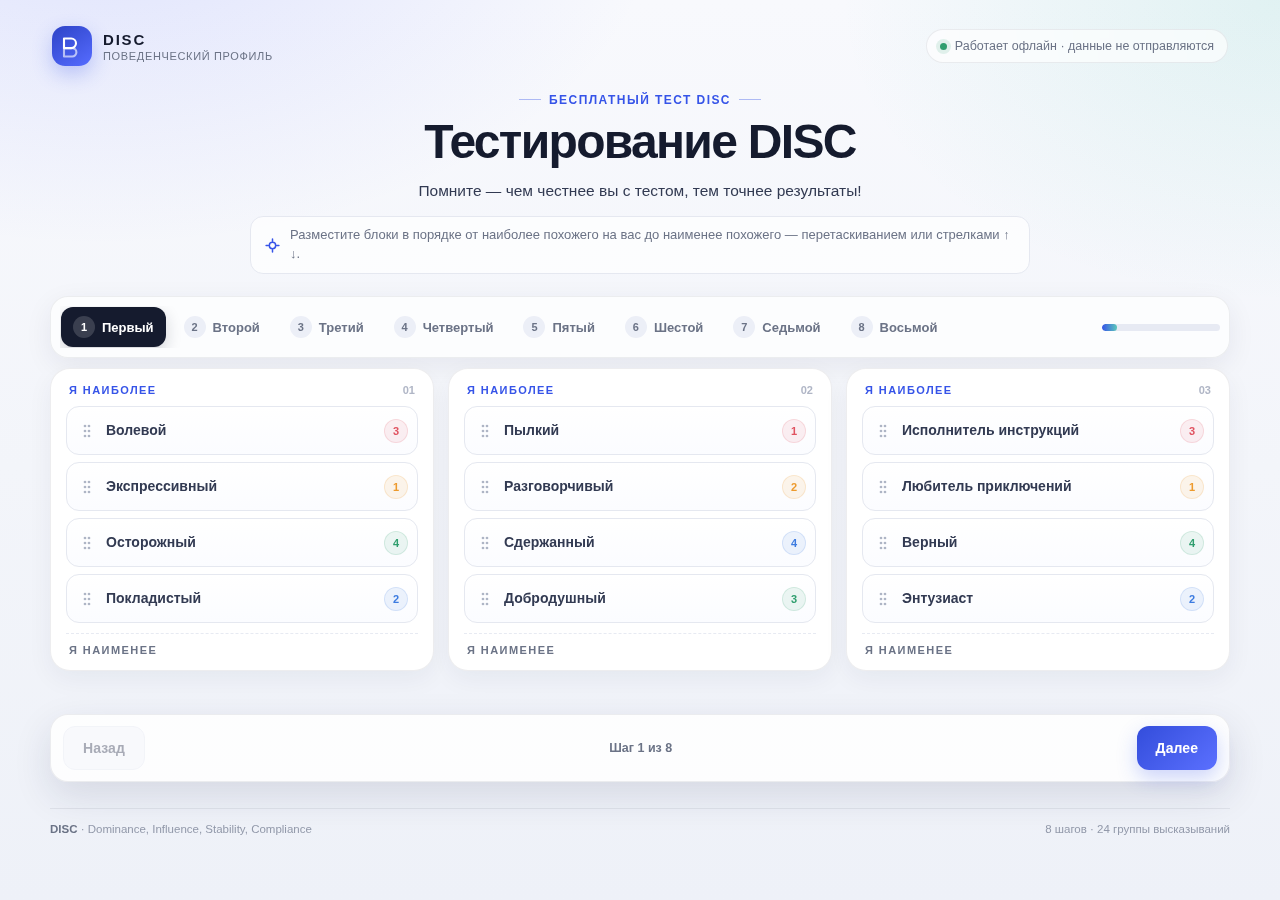 DISC
ПОВЕДЕНЧЕСКИЙ ПРОФИЛЬ
Работает офлайн · данные не отправляются
БЕСПЛАТНЫЙ ТЕСТ DISC
Тестирование DISC
Помните — чем честнее вы с тестом, тем точнее результаты!
Разместите блоки в порядке от наиболее похожего на вас до наименее похожего — перетаскиванием или стрелками ↑
↓.
1 Первый 2 Второй 3 Третий 4 Четвертый 5 Пятый 6 Шестой 7 Седьмой 8 Восьмой
Я НАИБОЛЕЕ 01
Волевой 3
Экспрессивный 1
Осторожный 4
Покладистый 2
Я НАИМЕНЕЕ
Я НАИБОЛЕЕ 02
Пылкий 1
Разговорчивый 2
Сдержанный 4
Добродушный 3
Я НАИМЕНЕЕ
Я НАИБОЛЕЕ 03
Исполнитель инструкций 3
Любитель приключений 1
Верный 4
Энтузиаст 2
Я НАИМЕНЕЕ
Назад
Шаг 1 из 8
Далее
DISC · Dominance, Influence, Stability, Compliance
8 шагов · 24 группы высказываний